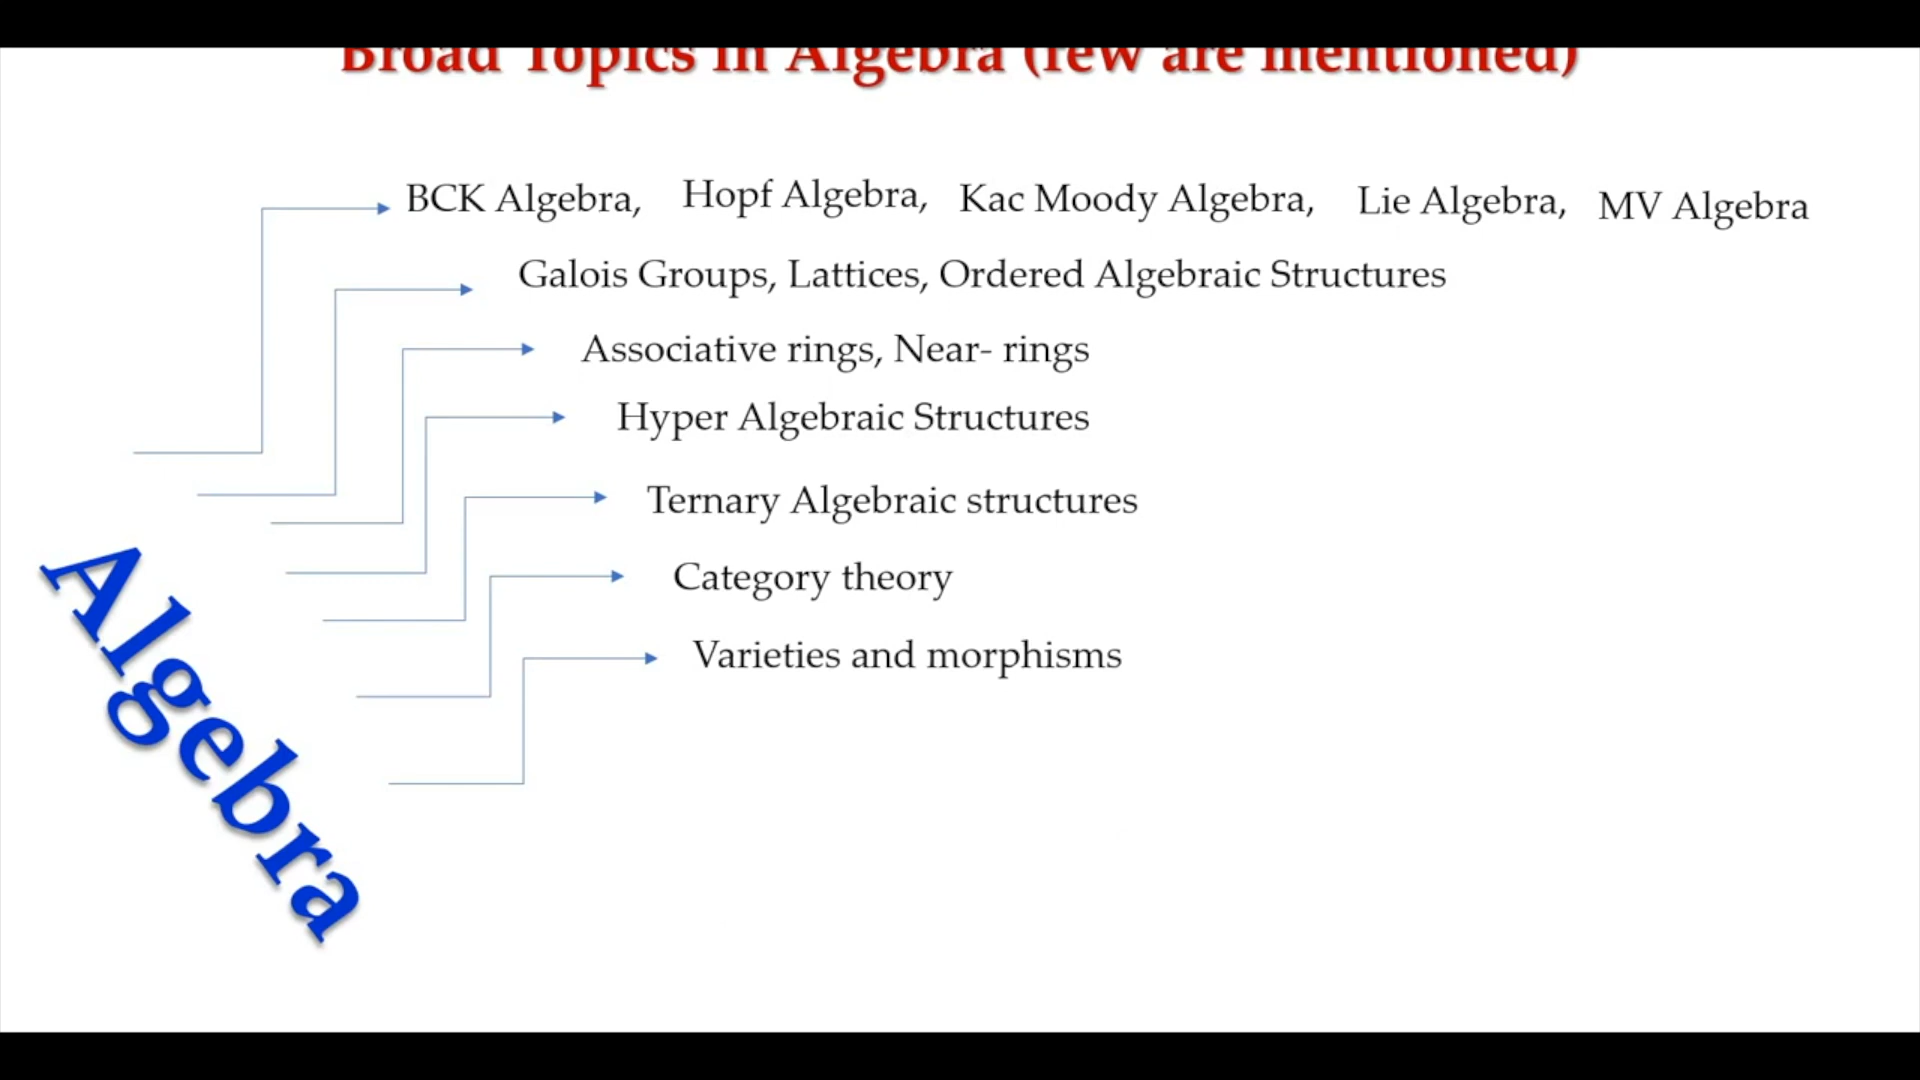 Broad Topics in Algebra (few are mentioned)
BCK Algebra, Hopf Algebra, Kac Moody Algebra, Lie Algebra, MV Algebra
Galois Groups, Lattices, Ordered Algebraic Structures
Associative rings, Near- rings
Hyper Algebraic Structures
Ternary Algebraic structures
Category theory
Varieties and morphisms
Algebra